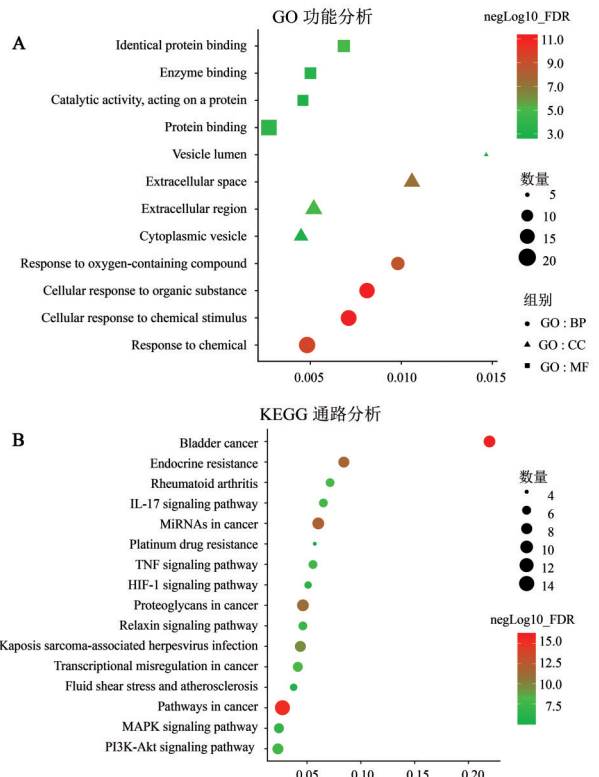 GO 功能分析
A
Identical protein binding
Enzyme binding
Catalytic activity, acting on a protein
Protein binding
Vesicle lumen
Extracellular space
Extracellular region
Cytoplasmic vesicle
Response to oxygen-containing compound
Cellular response to organic substance
Cellular response to chemical stimulus
Response to chemical
0.005 0.010 0.015
negLog10_FDR
11.0
9.0
7.0
5.0
3.0
数量
5
10
15
20
组别
GO : BP
GO : CC
GO : MF
KEGG 通路分析
B
Bladder cancer
Endocrine resistance
Rheumatoid arthritis
IL-17 signaling pathway
MiRNAs in cancer
Platinum drug resistance
TNF signaling pathway
HIF-1 signaling pathway
Proteoglycans in cancer
Relaxin signaling pathway
Kaposis sarcoma-associated herpesvirus infection
Transcriptional misregulation in cancer
Fluid shear stress and atherosclerosis
Pathways in cancer
MAPK signaling pathway
PI3K-Akt signaling pathway
0.05 0.10 0.15 0.20
数量
4
6
8
10
12
14
negLog10_FDR
15.0
12.5
10.0
7.5